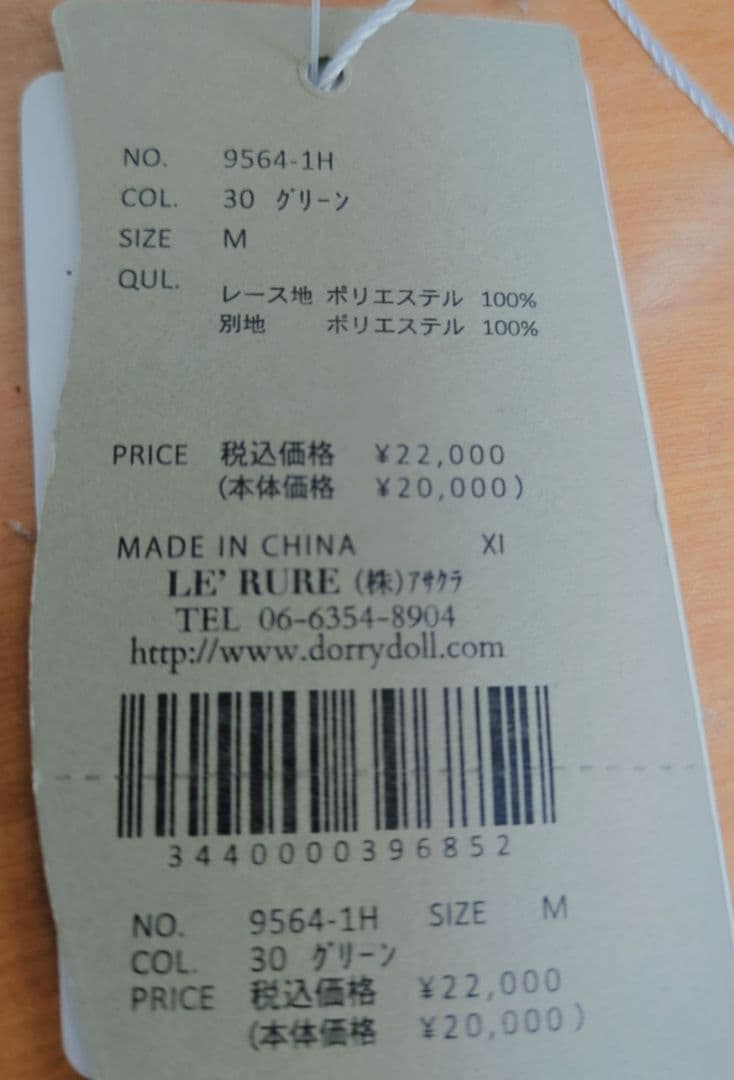 NO. 9564-1H
COL. 30 グリーン
SIZE M
QUL.
レース地 ポリエステル 100%
別地 ポリエステル 100%
PRICE 税込価格 ¥22,000
(本体価格 ¥20,000)
MADE IN CHINA XI
LE' RURE (株)アサクラ
TEL 06-6354-8904
http://www.dorrydoll.com
3440000396852
NO. 9564-1H SIZE M
COL. 30 グリーン
PRICE 税込価格 ¥22,000
(本体価格 ¥20,000)